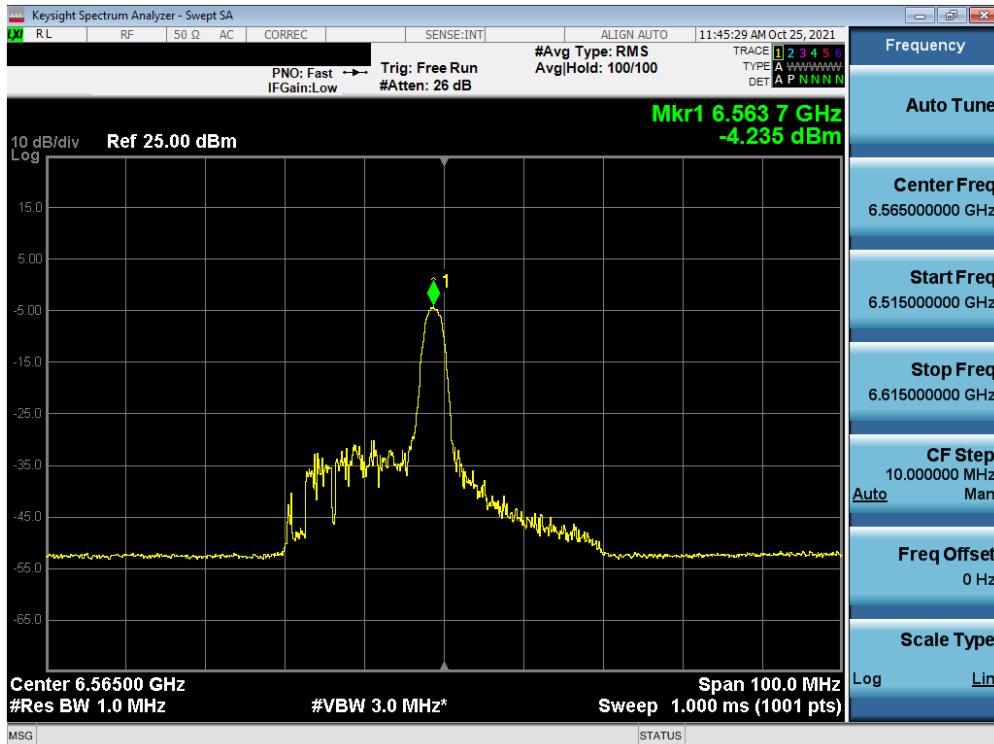 Keysight Spectrum Analyzer - Swept SA
LXI RL RF 50 Ω AC CORREC SENSE:INT ALIGN AUTO 11:45:29 AM Oct 25, 2021
PNO: Fast Trig: Free Run #Avg Type: RMS TRACE 1 2 3 4 5 6
IFGain:Low #Atten: 26 dB Avg|Hold: 100/100 TYPE A WWWWW
DET A P N N N N
Mkr1 6.563 7 GHz
-4.235 dBm
10 dB/div Ref 25.00 dBm
Log
15.0
5.00
-5.00
-15.0
-25.0
-35.0
-45.0
-55.0
-65.0
1
Center 6.56500 GHz Span 100.0 MHz
#Res BW 1.0 MHz #VBW 3.0 MHz* Sweep 1.000 ms (1001 pts)
MSG STATUS
Frequency
Auto Tune
Center Freq
6.565000000 GHz
Start Freq
6.515000000 GHz
Stop Freq
6.615000000 GHz
CF Step
10.000000 MHz
Auto Man
Freq Offset
0 Hz
Scale Type
Log Lin